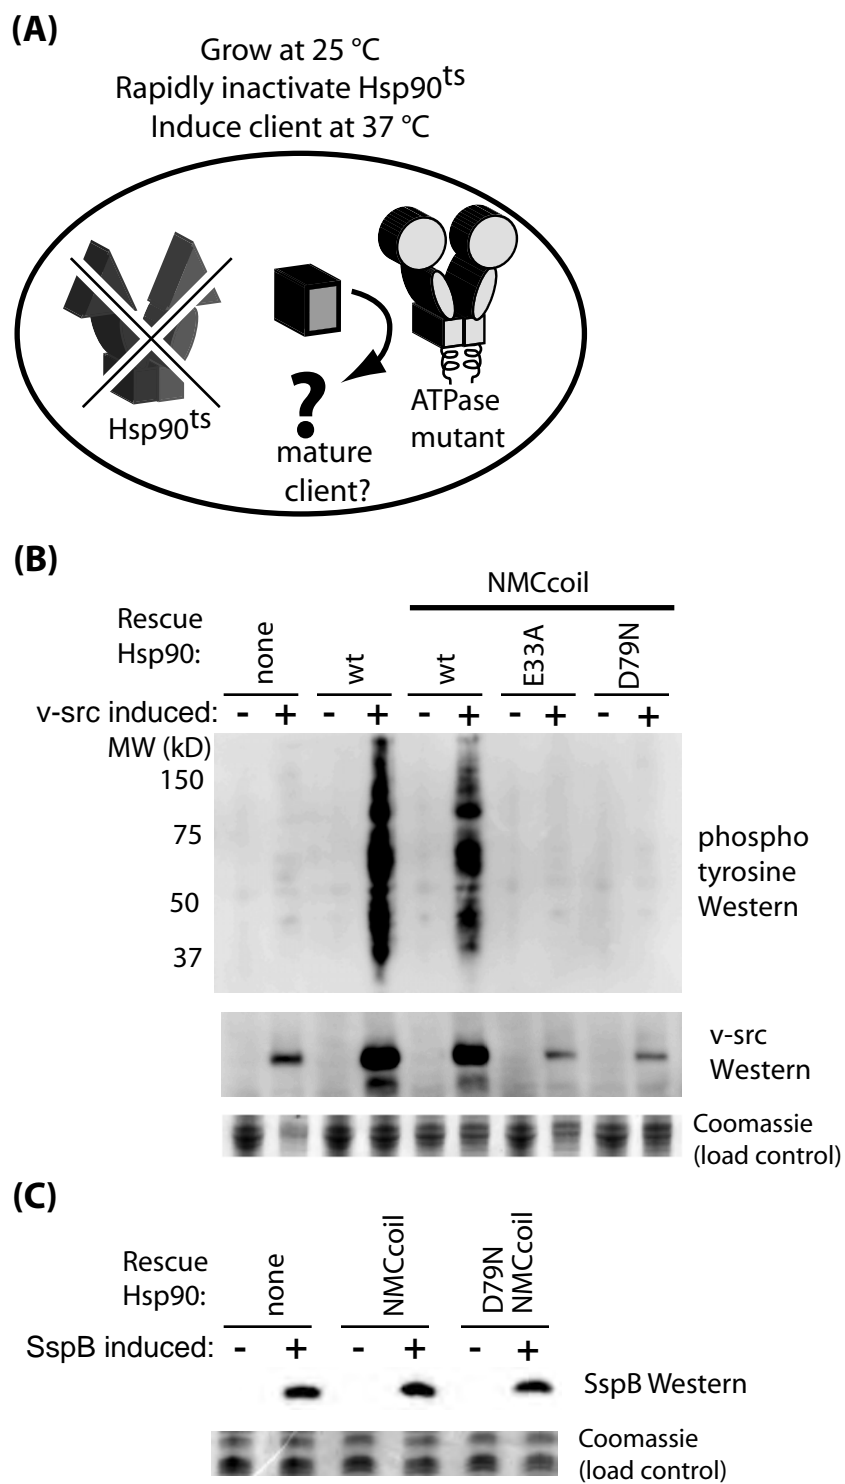 (A)
Grow at 25 °C
Rapidly inactivate Hsp90ts
Induce client at 37 °C
Hsp90ts
?
mature
client?
ATPase
mutant
(B)
NMCcoil
Rescue
Hsp90:
none
wt
wt
E33A
D79N
v-src induced: - + - + - + - + - +
MW (kD)
150
75
50
37
phospho
tyrosine
Western
v-src
Western
Coomassie
(load control)
(C)
Rescue
Hsp90:
none
NMCcoil
D79N
NMCcoil
SspB induced: - + - + - +
SspB Western
Coomassie
(load control)